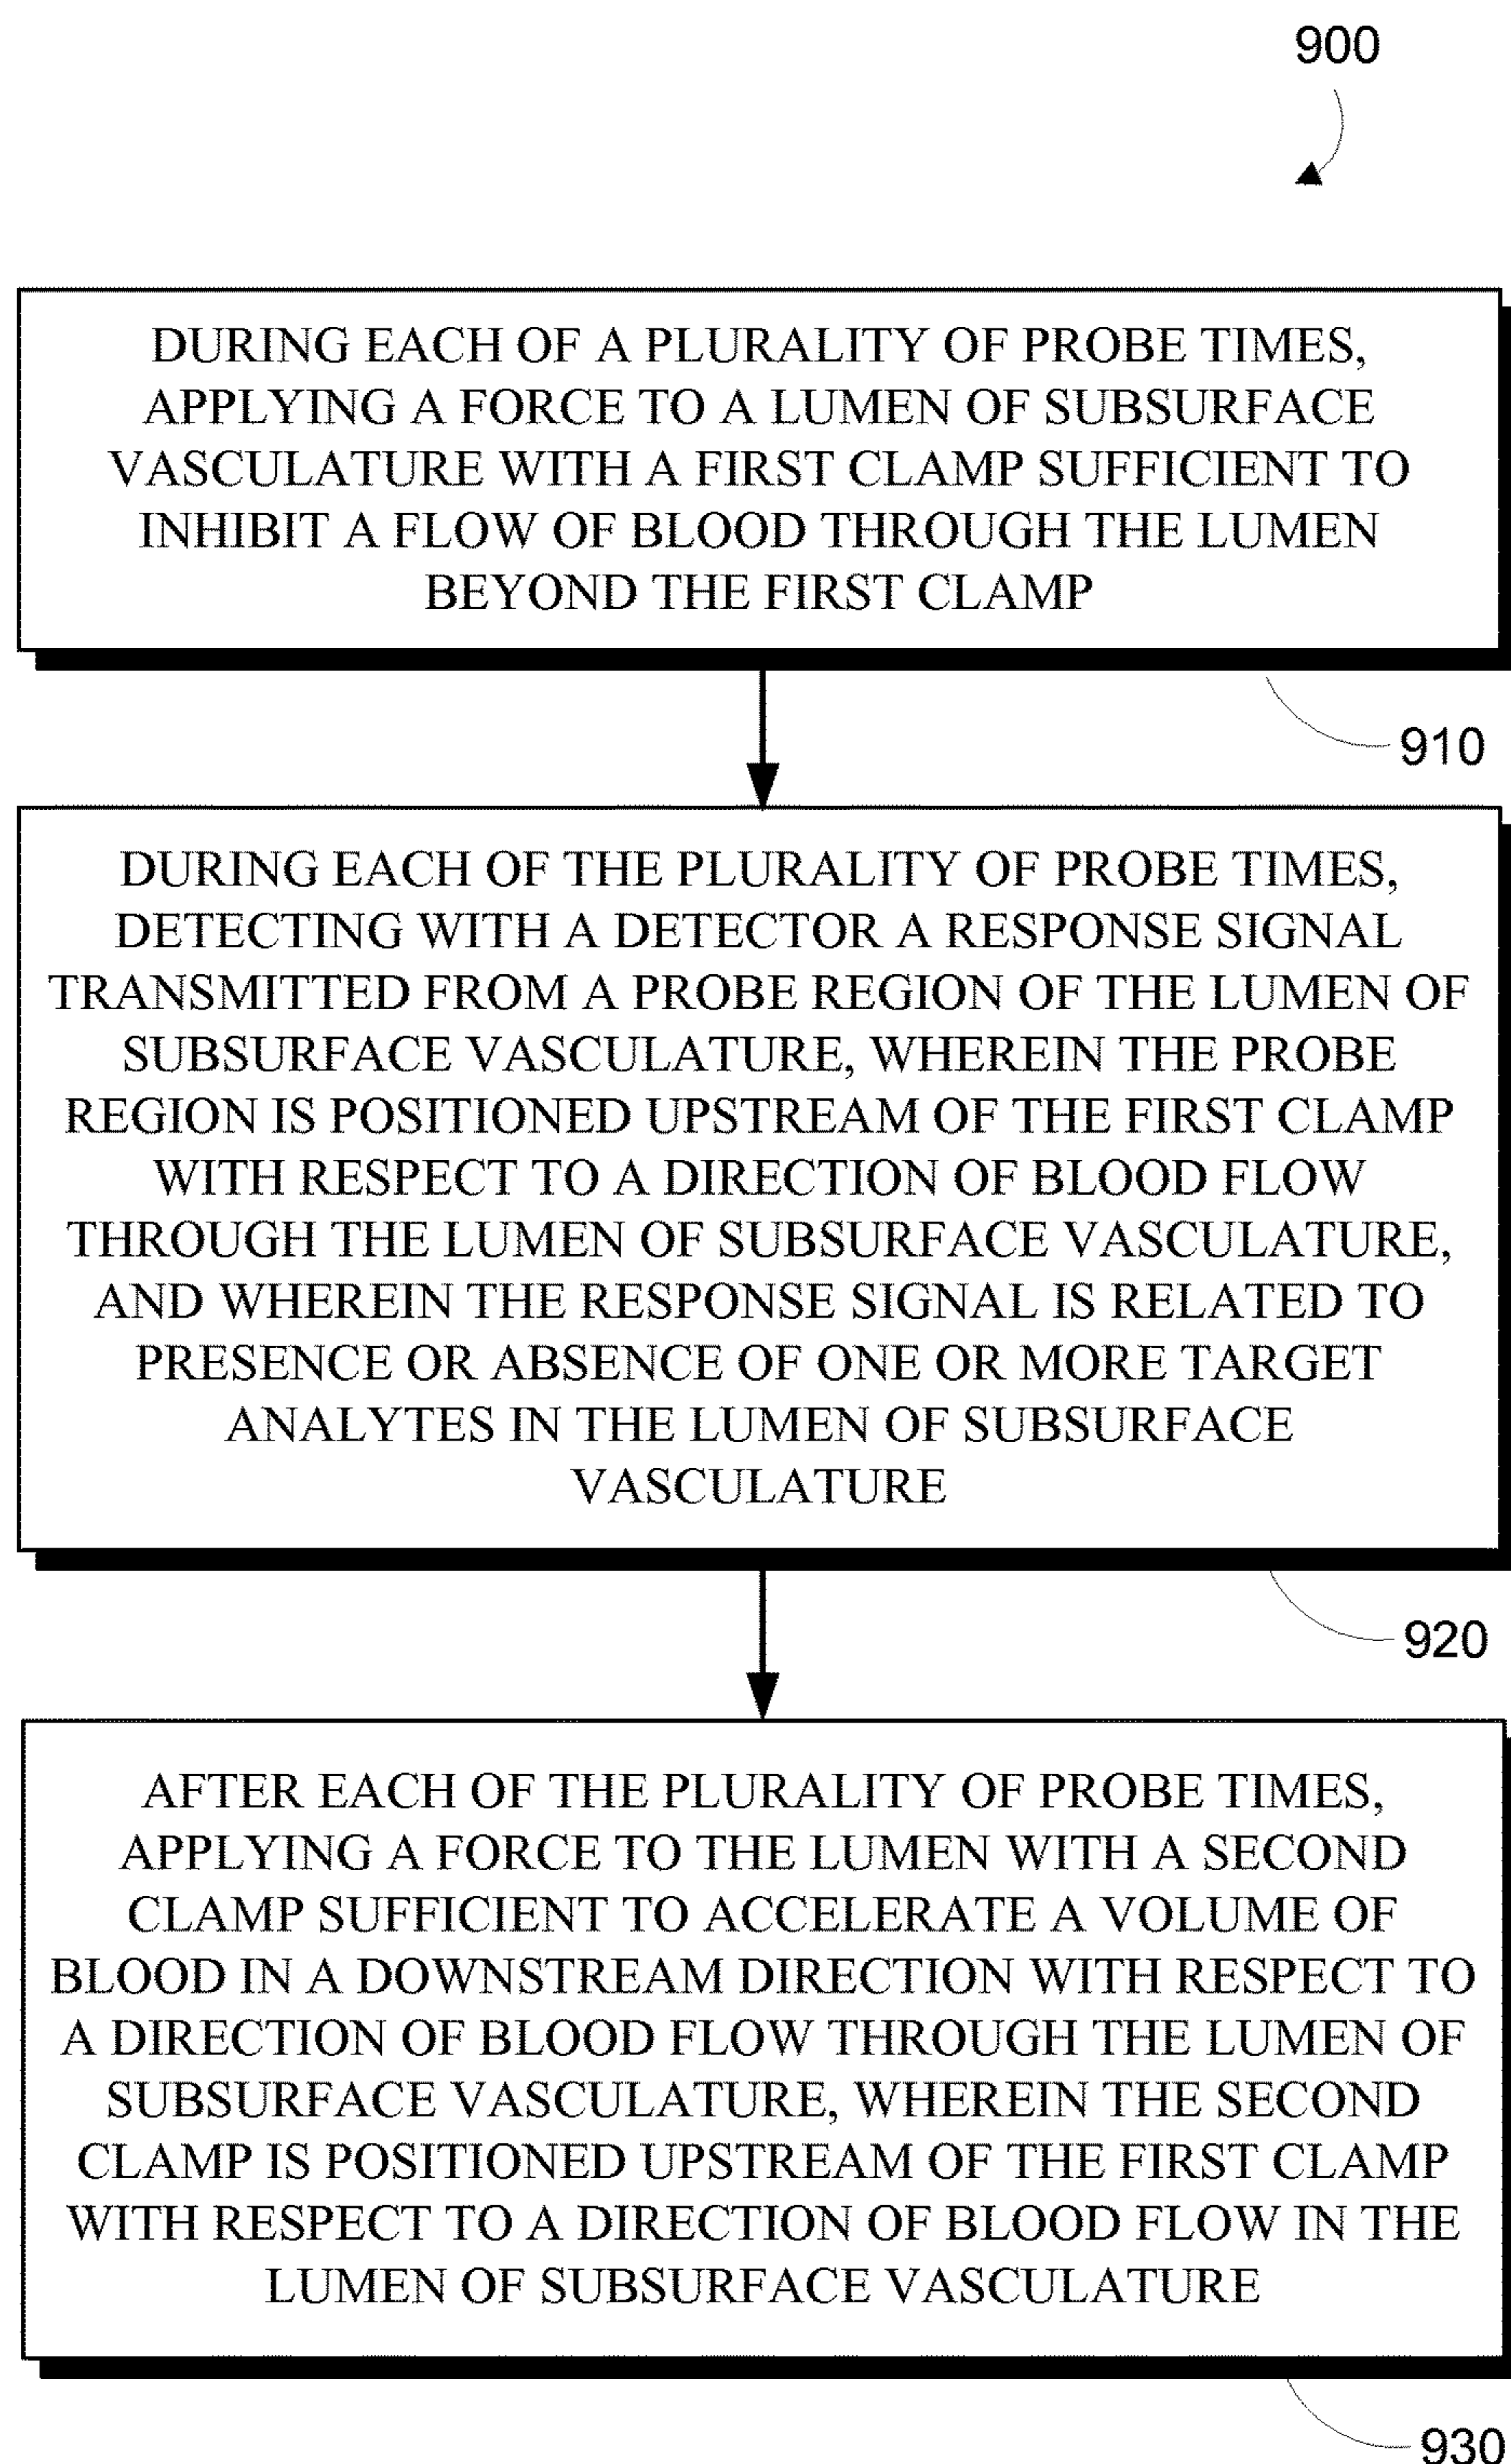 900
DURING EACH OF A PLURALITY OF PROBE TIMES,
APPLYING A FORCE TO A LUMEN OF SUBSURFACE
VASCULATURE WITH A FIRST CLAMP SUFFICIENT TO
INHIBIT A FLOW OF BLOOD THROUGH THE LUMEN
BEYOND THE FIRST CLAMP
910
DURING EACH OF THE PLURALITY OF PROBE TIMES,
DETECTING WITH A DETECTOR A RESPONSE SIGNAL
TRANSMITTED FROM A PROBE REGION OF THE LUMEN OF
SUBSURFACE VASCULATURE, WHEREIN THE PROBE
REGION IS POSITIONED UPSTREAM OF THE FIRST CLAMP
WITH RESPECT TO A DIRECTION OF BLOOD FLOW
THROUGH THE LUMEN OF SUBSURFACE VASCULATURE,
AND WHEREIN THE RESPONSE SIGNAL IS RELATED TO
PRESENCE OR ABSENCE OF ONE OR MORE TARGET
ANALYTES IN THE LUMEN OF SUBSURFACE
VASCULATURE
920
AFTER EACH OF THE PLURALITY OF PROBE TIMES,
APPLYING A FORCE TO THE LUMEN WITH A SECOND
CLAMP SUFFICIENT TO ACCELERATE A VOLUME OF
BLOOD IN A DOWNSTREAM DIRECTION WITH RESPECT TO
A DIRECTION OF BLOOD FLOW THROUGH THE LUMEN OF
SUBSURFACE VASCULATURE, WHEREIN THE SECOND
CLAMP IS POSITIONED UPSTREAM OF THE FIRST CLAMP
WITH RESPECT TO A DIRECTION OF BLOOD FLOW IN THE
LUMEN OF SUBSURFACE VASCULATURE
930